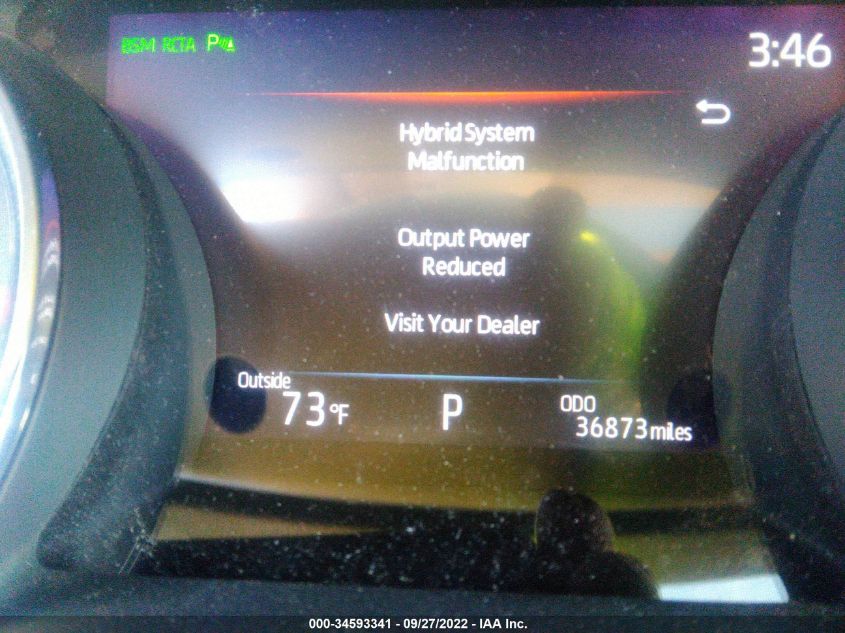 BSM RCTA P
3:46
Hybrid System
Malfunction
Output Power
Reduced
Visit Your Dealer
Outside
73°F
P
ODO
36873 miles
000-34593341 - 09/27/2022 - IAA Inc.